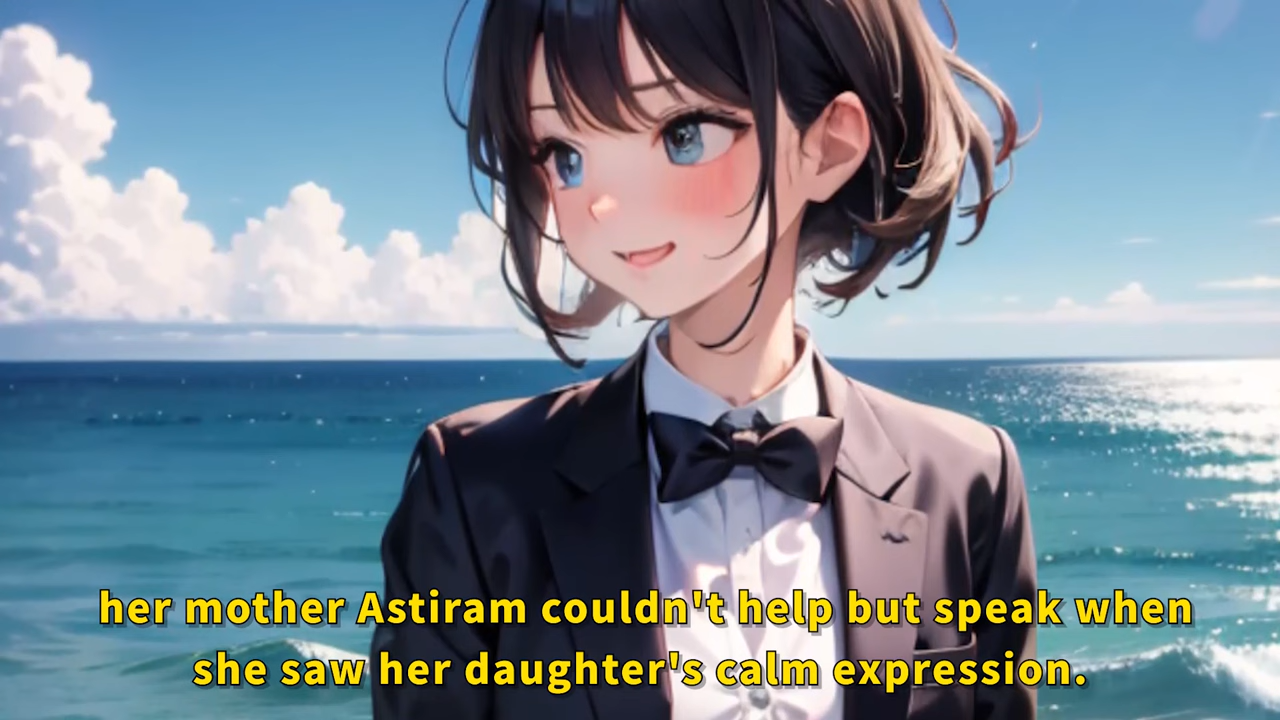 her mother Astiram couldn't help but speak when
she saw her daughter's calm expression.